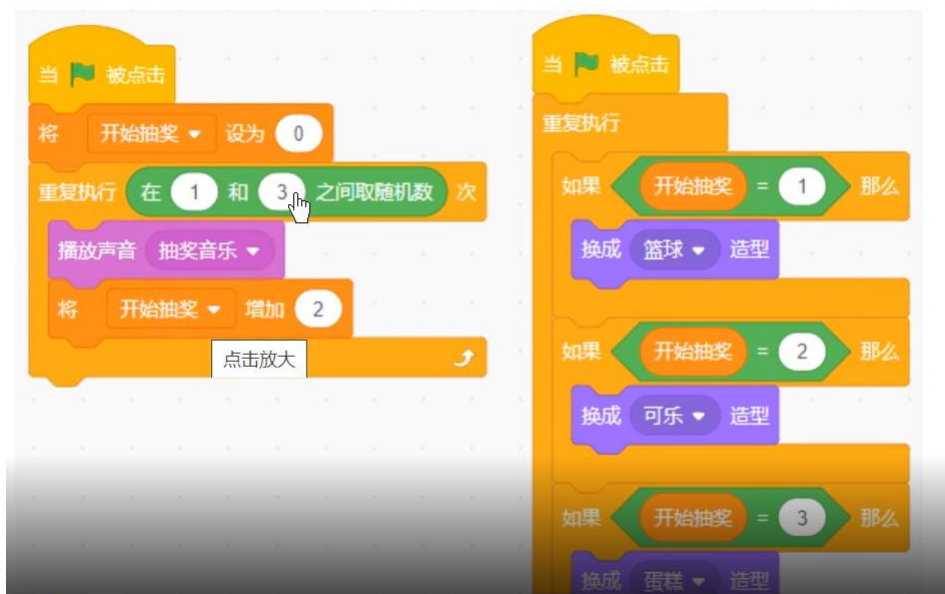 当 被点击
将 开始抽奖 设为 0
重复执行 在 1 和 3 之间取随机数 次
播放声音 抽奖音乐
将 开始抽奖 增加 2
点击放大
当 被点击
重复执行
如果 开始抽奖 = 1 那么
换成 篮球 造型
如果 开始抽奖 = 2 那么
换成 可乐 造型
如果 开始抽奖 = 3 那么
换成 蛋糕 造型